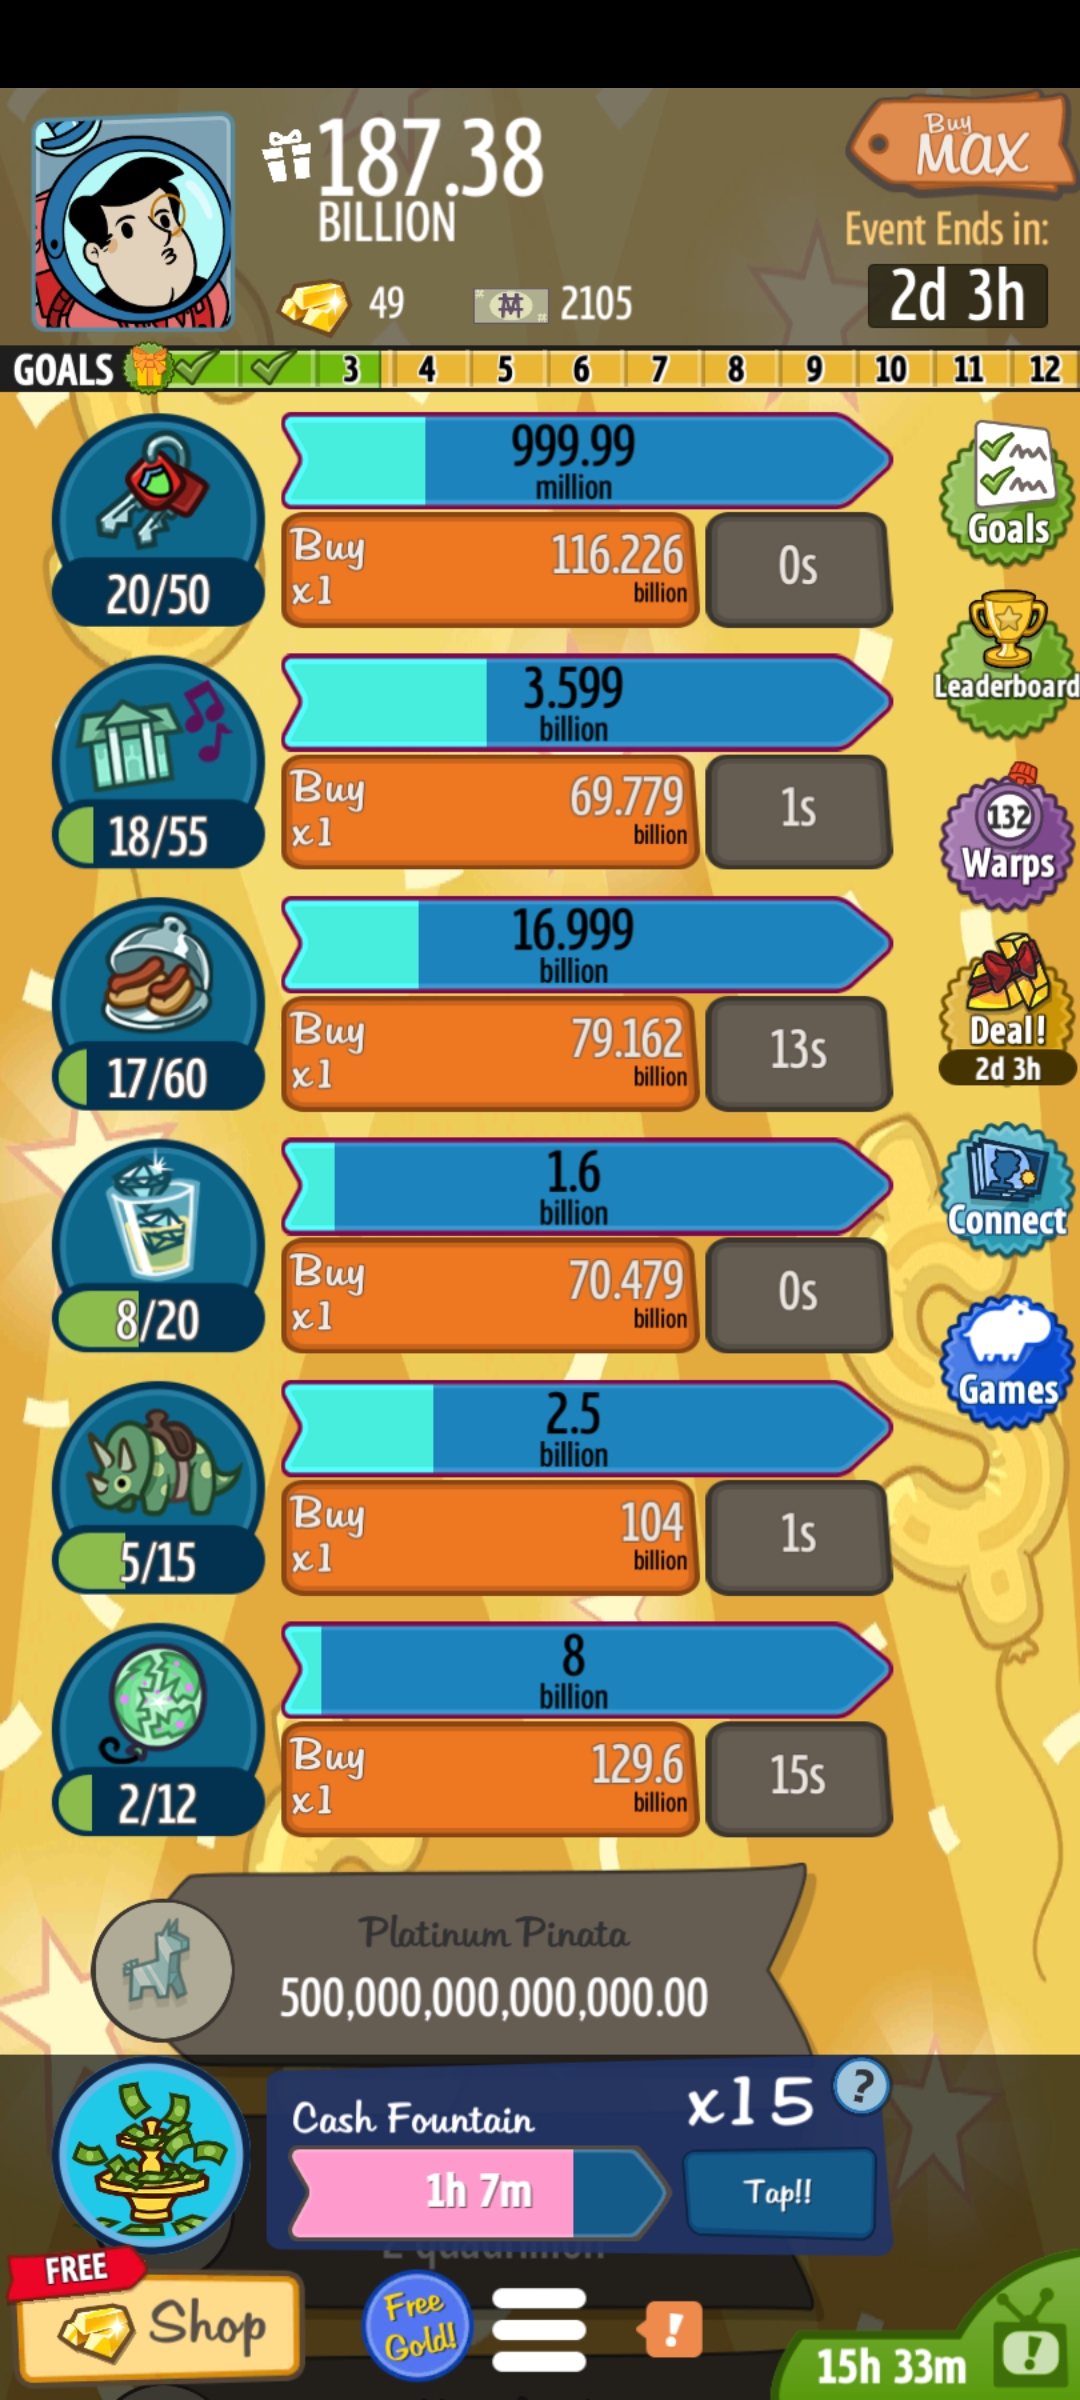 187.38
BILLION
Buy
MAX
Event Ends in:
2d 3h
49
2105
GOALS
3 4 5 6 7 8 9 10 11 12
999.99
million
20/50
Buy
x1
116.226
billion
0s
Goals
3.599
billion
18/55
Buy
x1
69.779
billion
1s
Leaderboard
132
Warps
16.999
billion
17/60
Buy
x1
79.162
billion
13s
Deal!
2d 3h
1.6
billion
8/20
Buy
x1
70.479
billion
0s
Connect
2.5
billion
5/15
Buy
x1
104
billion
1s
Games
8
billion
2/12
Buy
x1
129.6
billion
15s
Platinum Pinata
500,000,000,000,000.00
Cash Fountain
x15
?
1h 7m
Tap!!
FREE
Shop
Free
Gold!
!
15h 33m
!